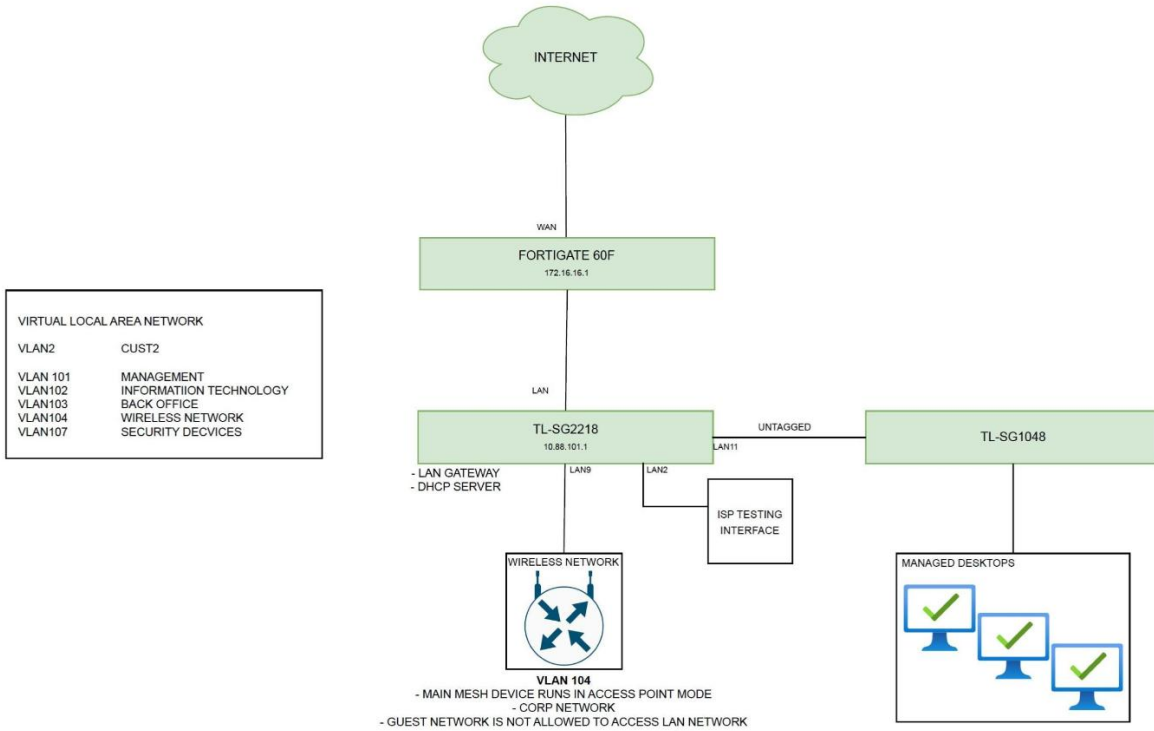 INTERNET
WAN
FORTIGATE 60F
172.16.16.1
VIRTUAL LOCAL AREA NETWORK
VLAN2 CUST2
VLAN 101 MANAGEMENT
VLAN102 INFORMATIION TECHNOLOGY
VLAN103 BACK OFFICE
VLAN104 WIRELESS NETWORK
VLAN107 SECURITY DECVICES
LAN
TL-SG2218
10.88.101.1
UNTAGGED
TL-SG1048
LAN11
- LAN GATEWAY
- DHCP SERVER
LAN9
LAN2
ISP TESTING
INTERFACE
WIRELESS NETWORK
MANAGED DESKTOPS
VLAN 104
- MAIN MESH DEVICE RUNS IN ACCESS POINT MODE
- CORP NETWORK
- GUEST NETWORK IS NOT ALLOWED TO ACCESS LAN NETWORK